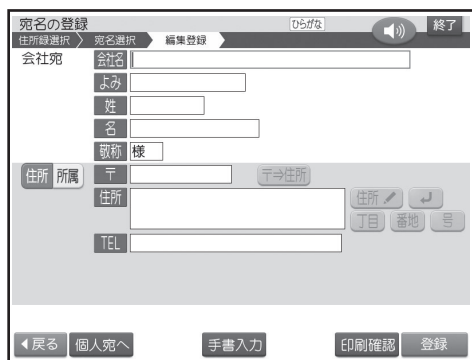 宛名の登録 ひらがな 終了
住所録選択 宛名選択 編集登録
会社宛 会社名
よみ
姓
名
敬称 様
住所 所属 〒 〒⇒住所
住所 住所
丁目 番地 号
TEL
戻る 個人宛へ 手書入力 印刷確認 登録